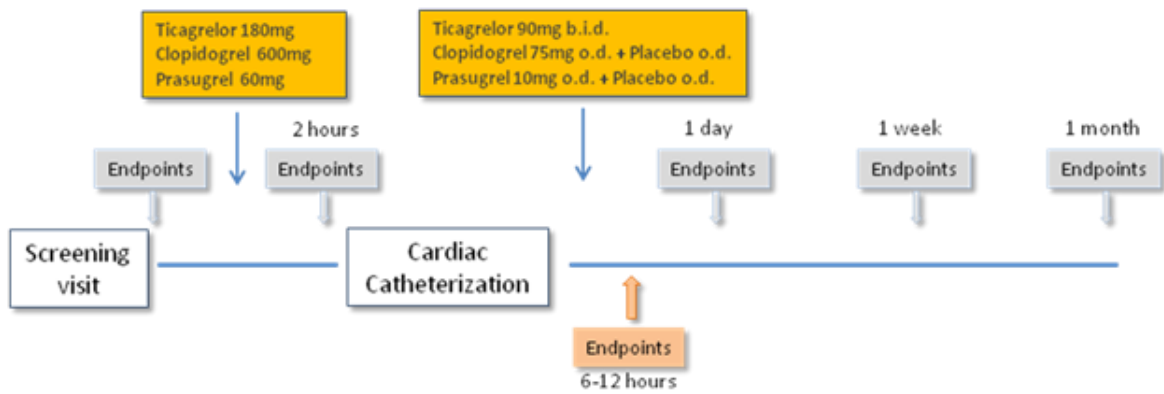 Ticagrelor 180mg
Clopidogrel 600mg
Prasugrel 60mg
Ticagrelor 90mg b.i.d.
Clopidogrel 75mg o.d. + Placebo o.d.
Prasugrel 10mg o.d. + Placebo o.d.
2 hours
1 day
1 week
1 month
Endpoints
Endpoints
Endpoints
Endpoints
Endpoints
Screening
visit
Cardiac
Catheterization
Endpoints
6-12 hours